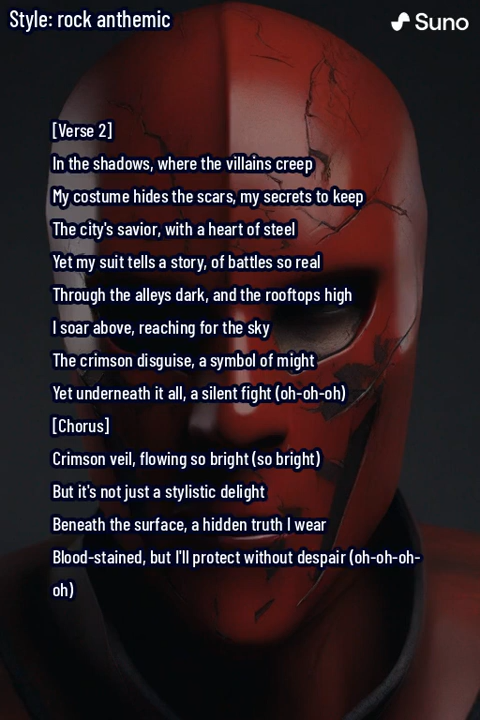 Style: rock anthemic
Suno
[Verse 2]
In the shadows, where the villains creep
My costume hides the scars, my secrets to keep
The city's savior, with a heart of steel
Yet my suit tells a story, of battles so real
Through the alleys dark, and the rooftops high
I soar above, reaching for the sky
The crimson disguise, a symbol of might
Yet underneath it all, a silent fight (oh-oh-oh)
[Chorus]
Crimson veil, flowing so bright (so bright)
But it's not just a stylistic delight
Beneath the surface, a hidden truth I wear
Blood-stained, but I'll protect without despair (oh-oh-oh-
oh)